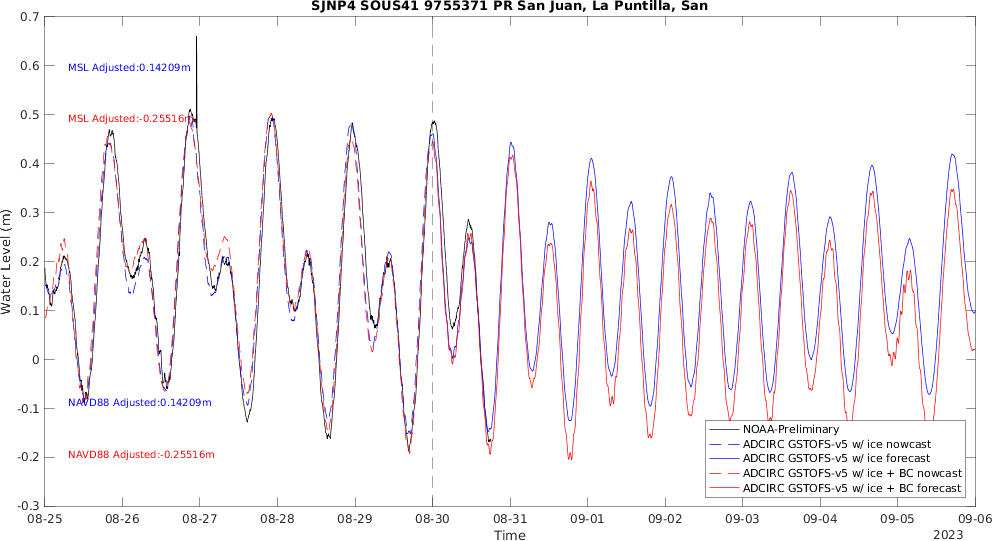 SJNP4 SOUS41 9755371 PR San Juan, La Puntilla, San
0.7
0.6
0.5
0.4
0.3
0.2
0.1
0
-0.1
-0.2
-0.3
Water Level (m)
MSL Adjusted:0.14209m
MSL Adjusted:-0.25516m
NAVD88 Adjusted:0.14209m
NAVD88 Adjusted:-0.25516m
NOAA-Preliminary
ADCIRC GSTOFS-v5 w/ ice nowcast
ADCIRC GSTOFS-v5 w/ ice forecast
ADCIRC GSTOFS-v5 w/ ice + BC nowcast
ADCIRC GSTOFS-v5 w/ ice + BC forecast
08-25 08-26 08-27 08-28 08-29 08-30 08-31 09-01 09-02 09-03 09-04 09-05 09-06
Time
2023